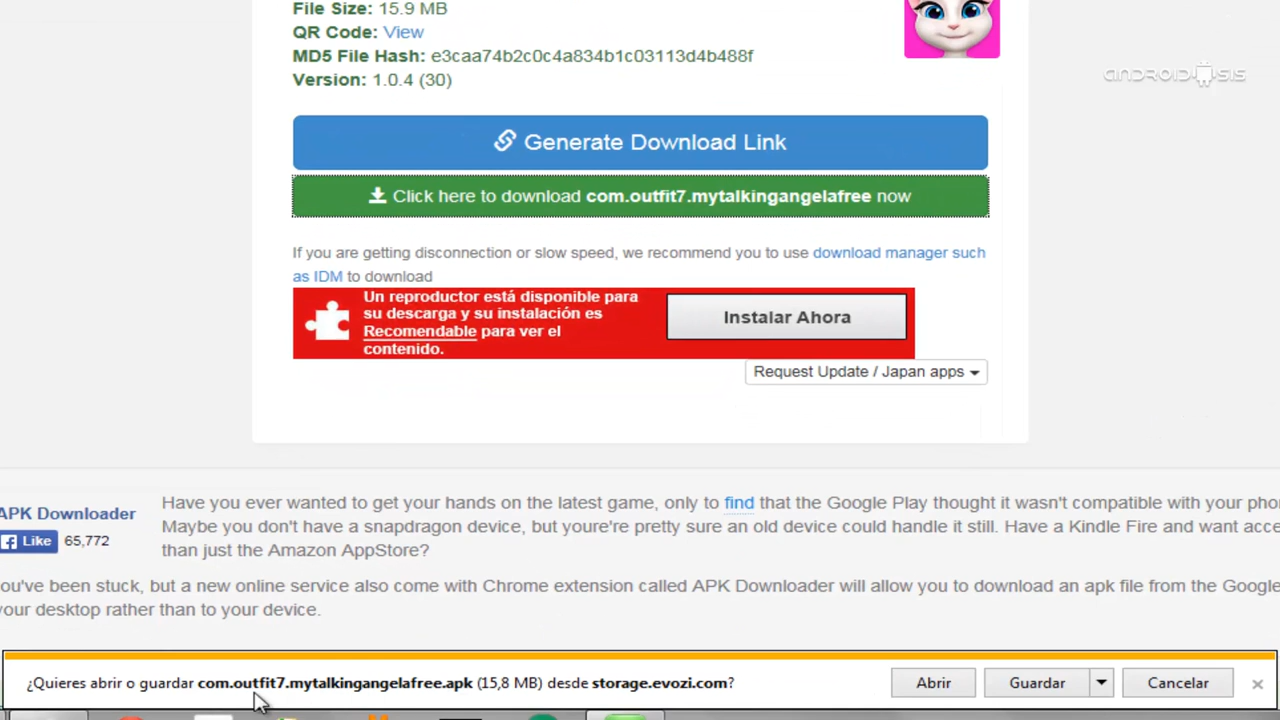 File Size: 15.9 MB
QR Code: View
MD5 File Hash: e3caa74b2c0c4a834b1c03113d4b488f
Version: 1.0.4 (30)
ANDROIDSIS
Generate Download Link
Click here to download com.outfit7.mytalkingangelafree now
If you are getting disconnection or slow speed, we recommend you to use download manager such
as IDM to download
Un reproductor está disponible para
su descarga y su instalación es
Recomendable para ver el
contenido.
Instalar Ahora
Request Update / Japan apps
APK Downloader
Like 65,772
Have you ever wanted to get your hands on the latest game, only to find that the Google Play thought it wasn't compatible with your pho
Maybe you don't have a snapdragon device, but youre're pretty sure an old device could handle it still. Have a Kindle Fire and want acce
than just the Amazon AppStore?
ou've been stuck, but a new online service also come with Chrome extension called APK Downloader will allow you to download an apk file from the Google
your desktop rather than to your device.
¿Quieres abrir o guardar com.outfit7.mytalkingangelafree.apk (15,8 MB) desde storage.evozi.com?
Abrir
Guardar
Cancelar